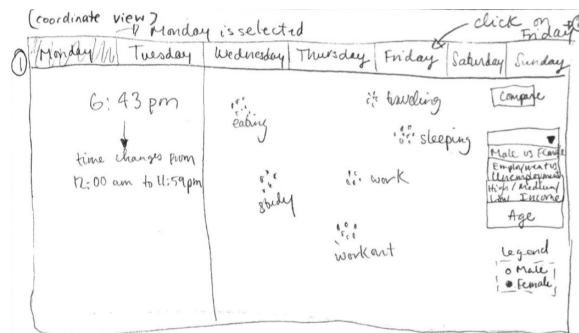 (coordinate view)
Monday is selected
click on
Friday
①
Monday Tuesday Wednesday Thursday Friday Saturday Sunday
6:43 pm
time changes from
12:00 am to 11:59pm
eating
traveling
sleeping
study
work
workout
Compare
Male vs Female
Employment vs
Unemployment
High/Medium/
Low Income
Age
Legend
Male
Female